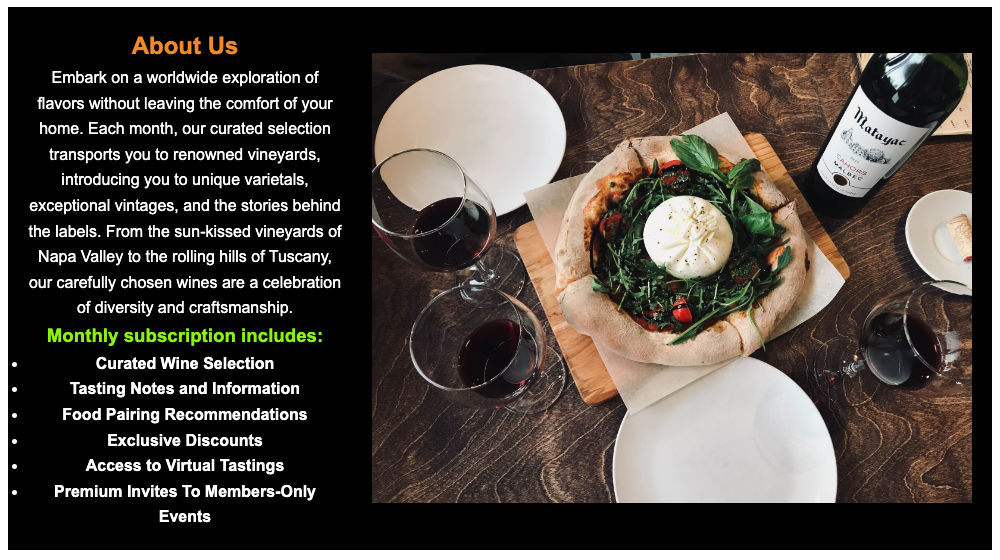 About Us
Embark on a worldwide exploration of
flavors without leaving the comfort of your
home. Each month, our curated selection
transports you to renowned vineyards,
introducing you to unique varietals,
exceptional vintages, and the stories behind
the labels. From the sun-kissed vineyards of
Napa Valley to the rolling hills of Tuscany,
our carefully chosen wines are a celebration
of diversity and craftsmanship.
Monthly subscription includes:
Curated Wine Selection
Tasting Notes and Information
Food Pairing Recommendations
Exclusive Discounts
Access to Virtual Tastings
Premium Invites To Members-Only
Events
Matayac
CAHORS
MALBEC